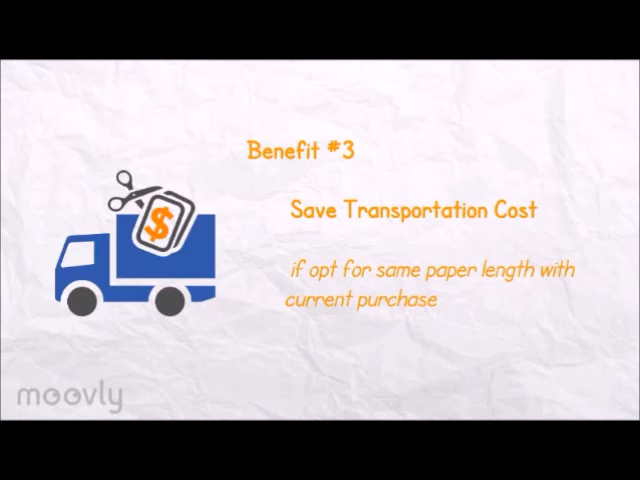 Benefit #3
Save Transportation Cost
if opt for same paper length with
current purchase
$
moovly